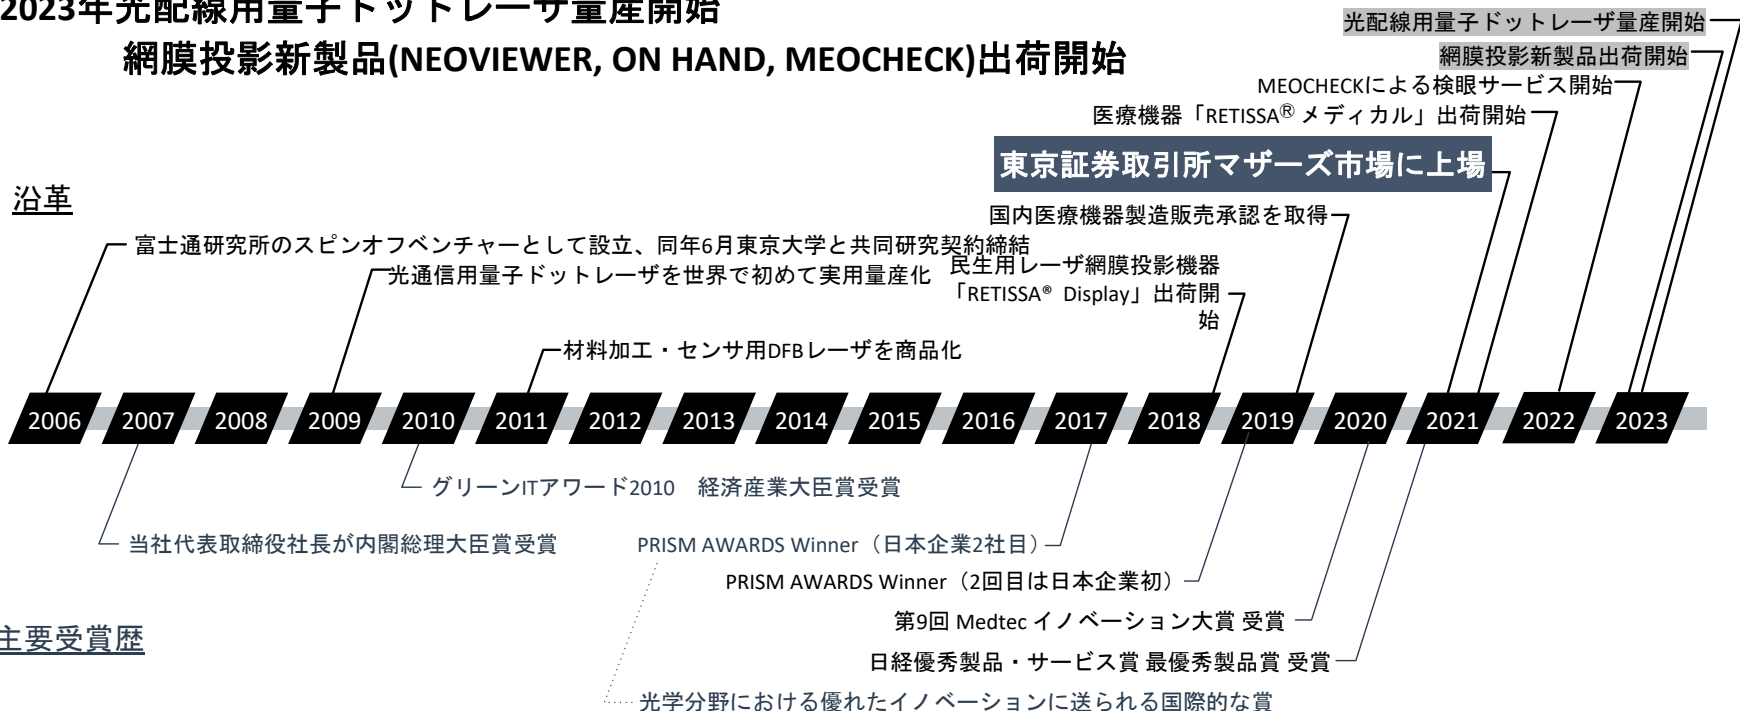 2023年光配線用量子ドットレーザ量産開始
網膜投影新製品(NEOVIEWER, ON HAND, MEOCHECK)出荷開始
光配線用量子ドットレーザ量産開始
網膜投影新製品出荷開始
MEOCHECKによる検眼サービス開始
医療機器「RETISSA® メディカル」出荷開始
東京証券取引所マザーズ市場に上場
沿革
国内医療機器製造販売承認を取得
富士通研究所のスピンオフベンチャーとして設立、同年6月東京大学と共同研究契約締結
光通信用量子ドットレーザを世界で初めて実用量産化
民生用レーザ網膜投影機器
「RETISSA® Display」出荷開
始
材料加工・センサ用DFBレーザを商品化
2006 2007 2008 2009 2010 2011 2012 2013 2014 2015 2016 2017 2018 2019 2020 2021 2022 2023
グリーンITアワード2010 経済産業大臣賞受賞
当社代表取締役社長が内閣総理大臣賞受賞
PRISM AWARDS Winner（日本企業2社目）
PRISM AWARDS Winner（2回目は日本企業初）
第9回 Medtec イノベーション大賞 受賞
主要受賞歴
日経優秀製品・サービス賞 最優秀製品賞 受賞
光学分野における優れたイノベーションに送られる国際的な賞